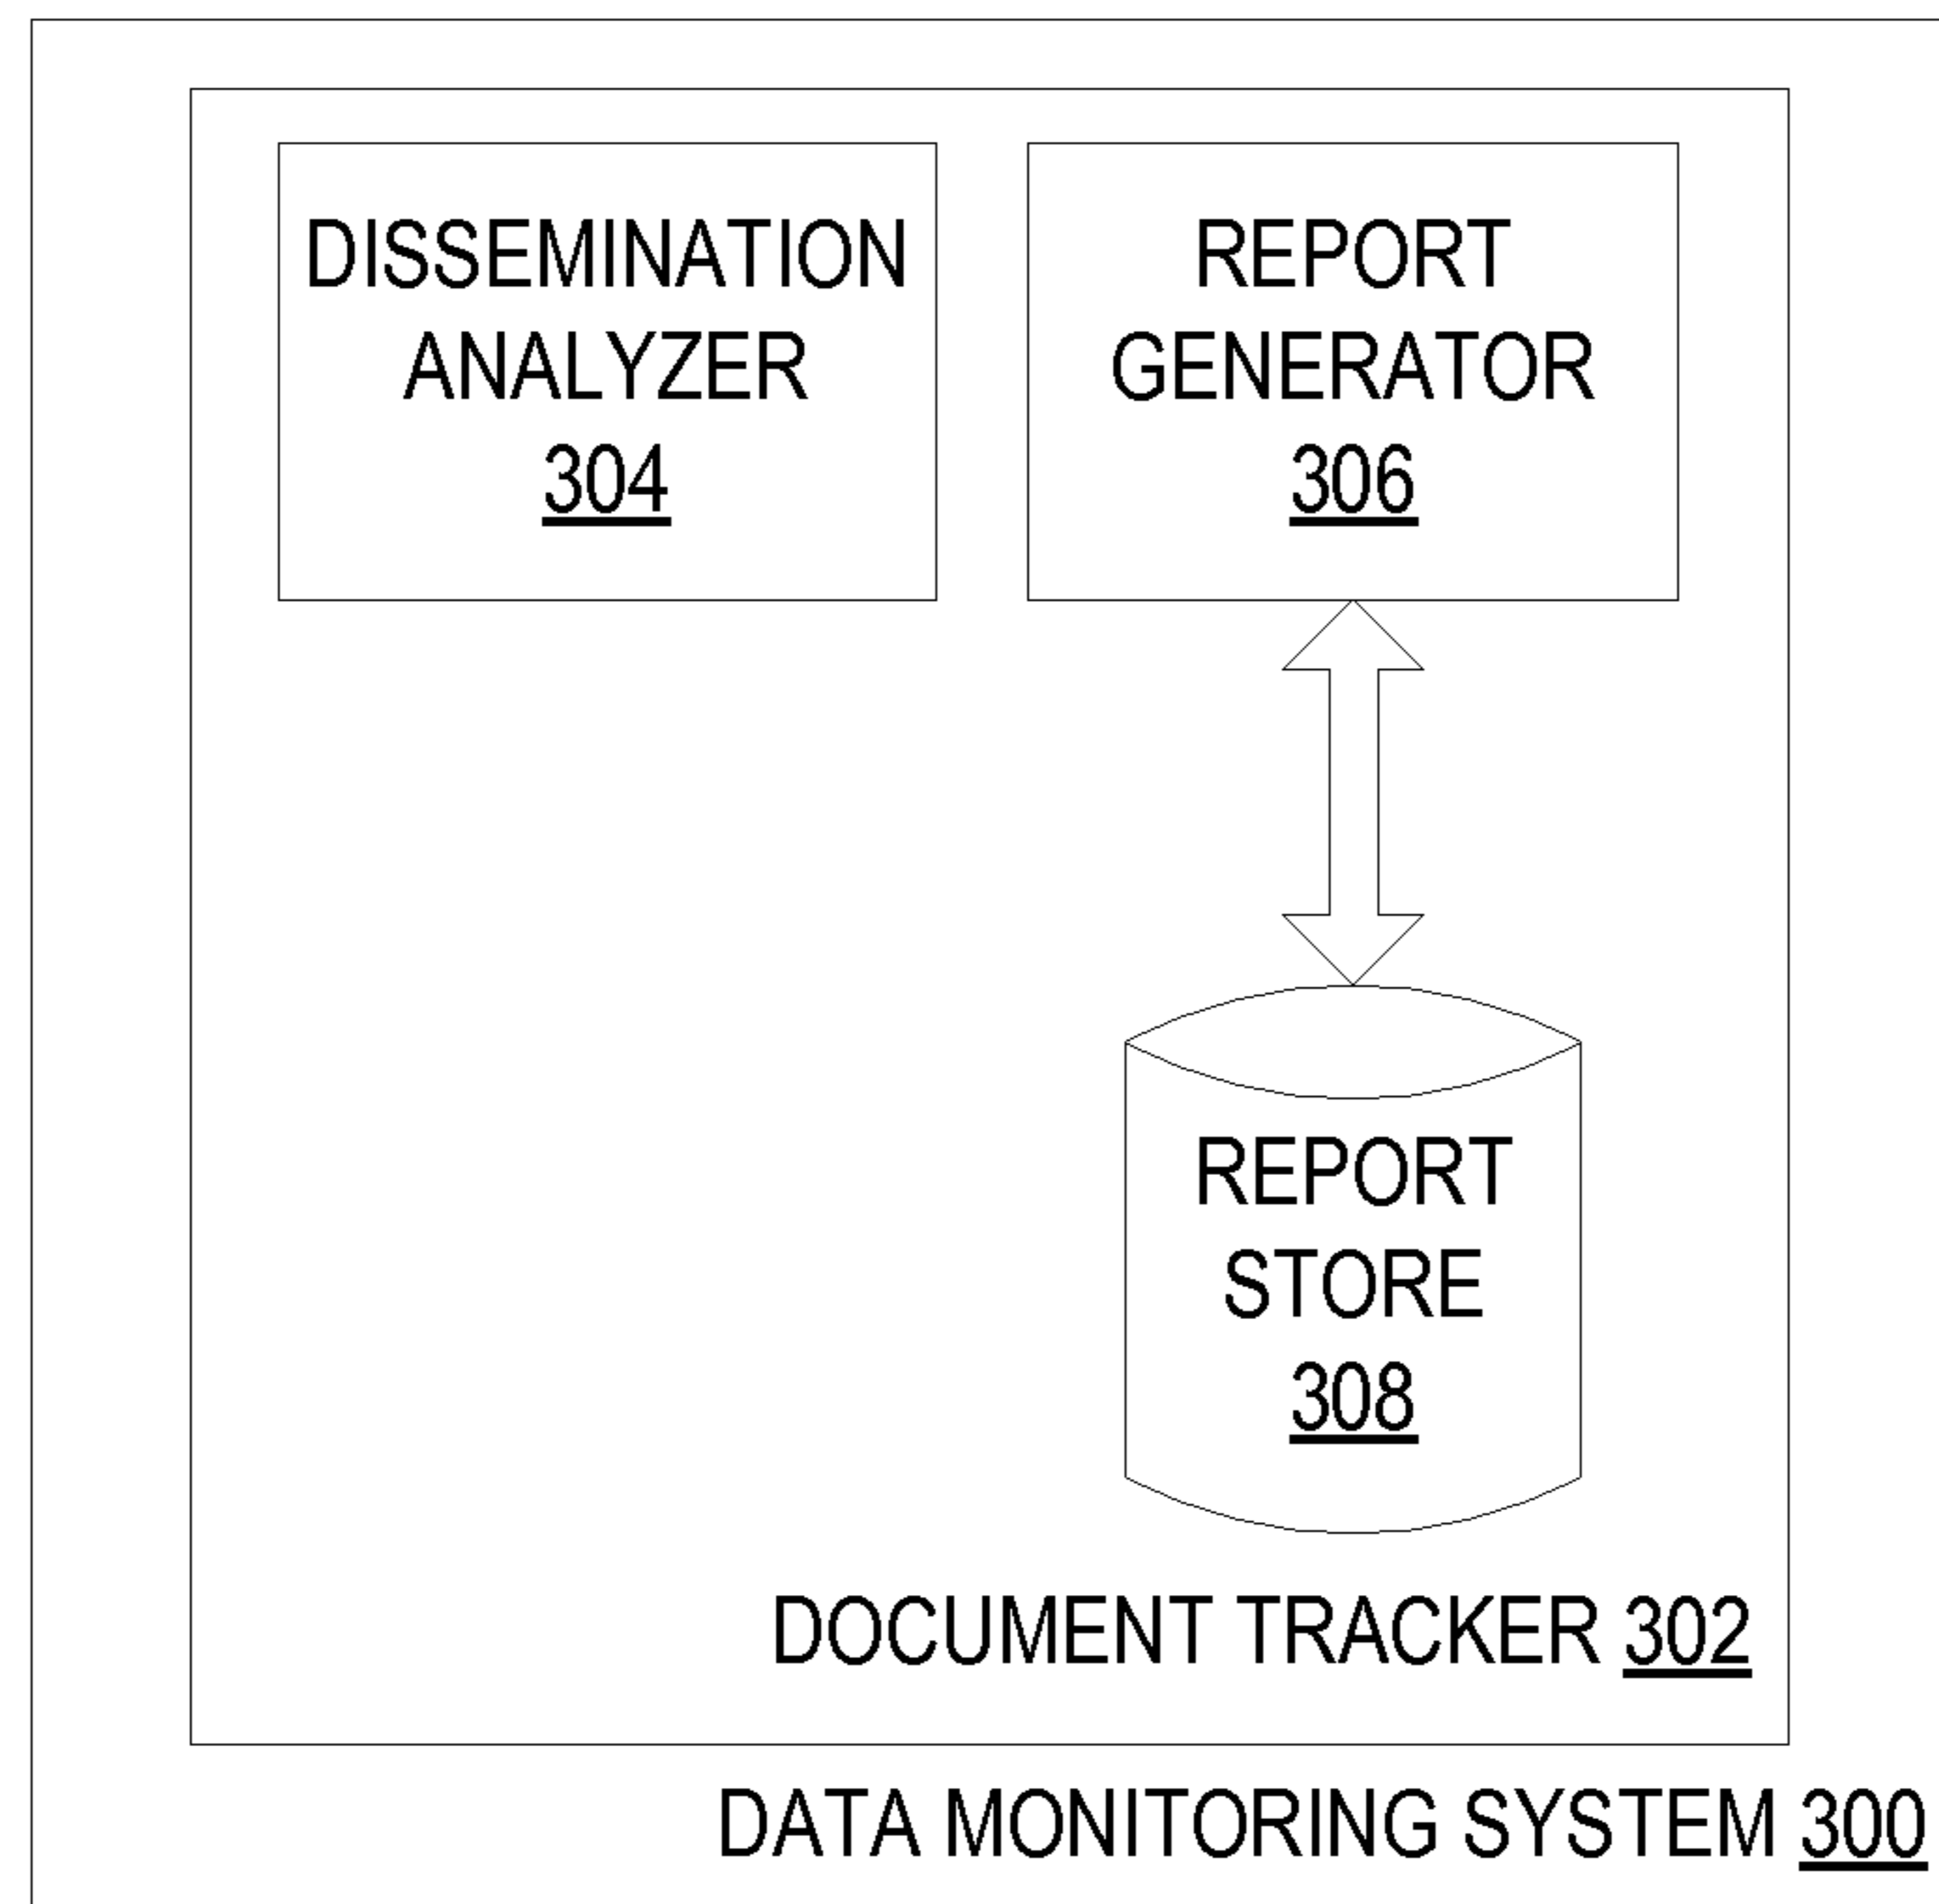 DISSEMINATION
ANALYZER
304
REPORT
GENERATOR
306
REPORT
STORE
308
DOCUMENT TRACKER 302
DATA MONITORING SYSTEM 300